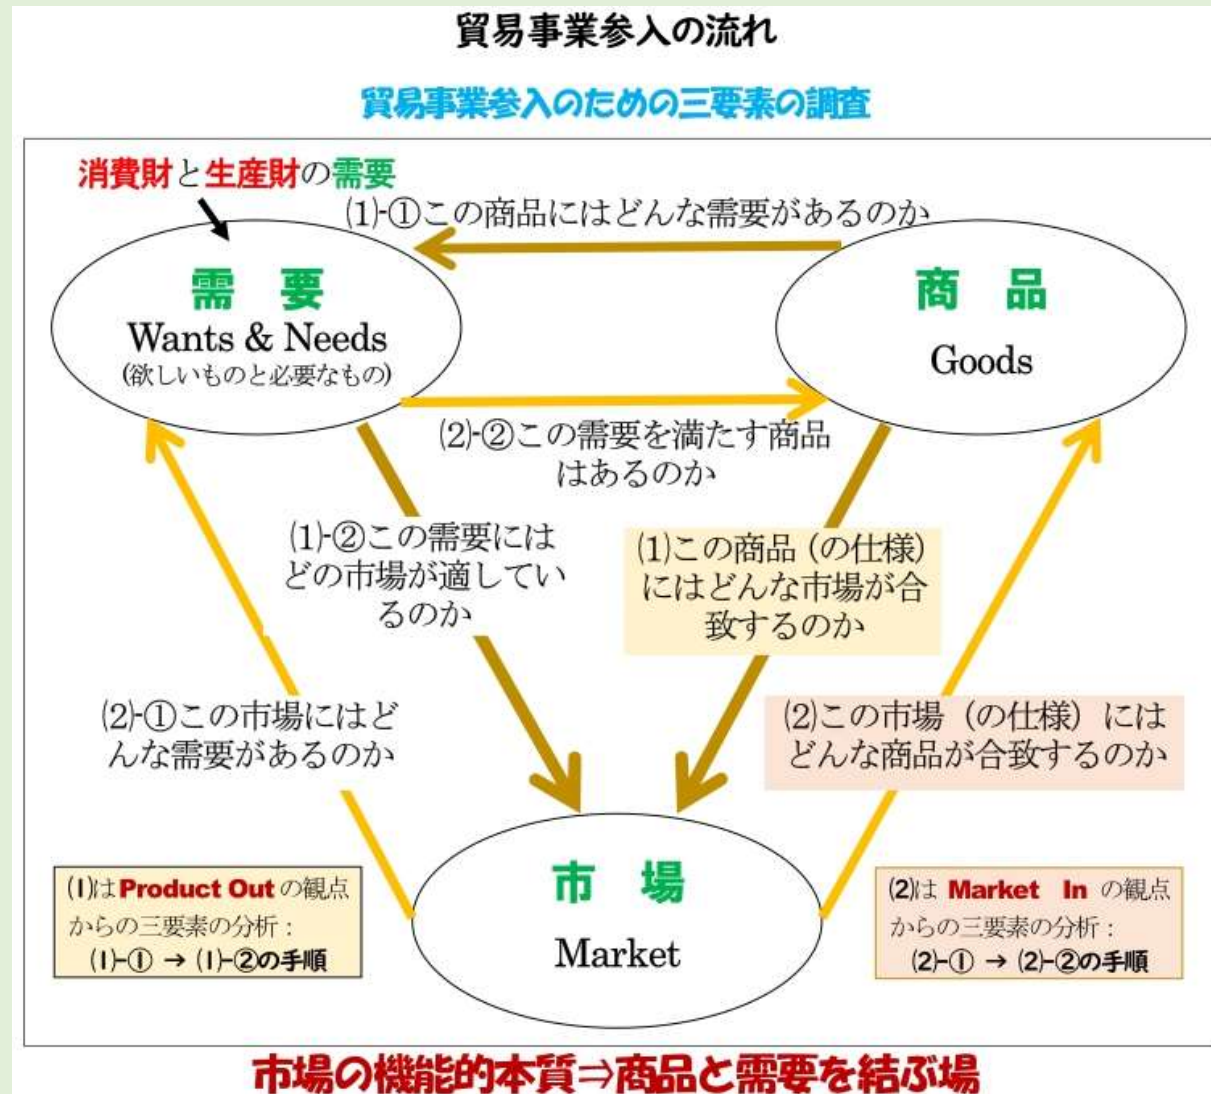 貿易事業参入の流れ
貿易事業参入のための三要素の調査
消費財と生産財の需要
(1)-①この商品にはどんな需要があるのか
需 要
Wants & Needs
(欲しいものと必要なもの)
商 品
Goods
(2)-②この需要を満たす商品
はあるのか
(1)-②この需要には
どの市場が適してい
るのか
(1)この商品（の仕様）
にはどんな市場が合
致するのか
(2)-①この市場にはど
んな需要があるのか
(2)この市場（の仕様）には
どんな商品が合致するのか
市 場
Market
(1)は Product Out の観点
からの三要素の分析：
(1)-① → (1)-②の手順
(2)は Market In の観点
からの三要素の分析：
(2)-① → (2)-②の手順
市場の機能的本質⇒商品と需要を結ぶ場